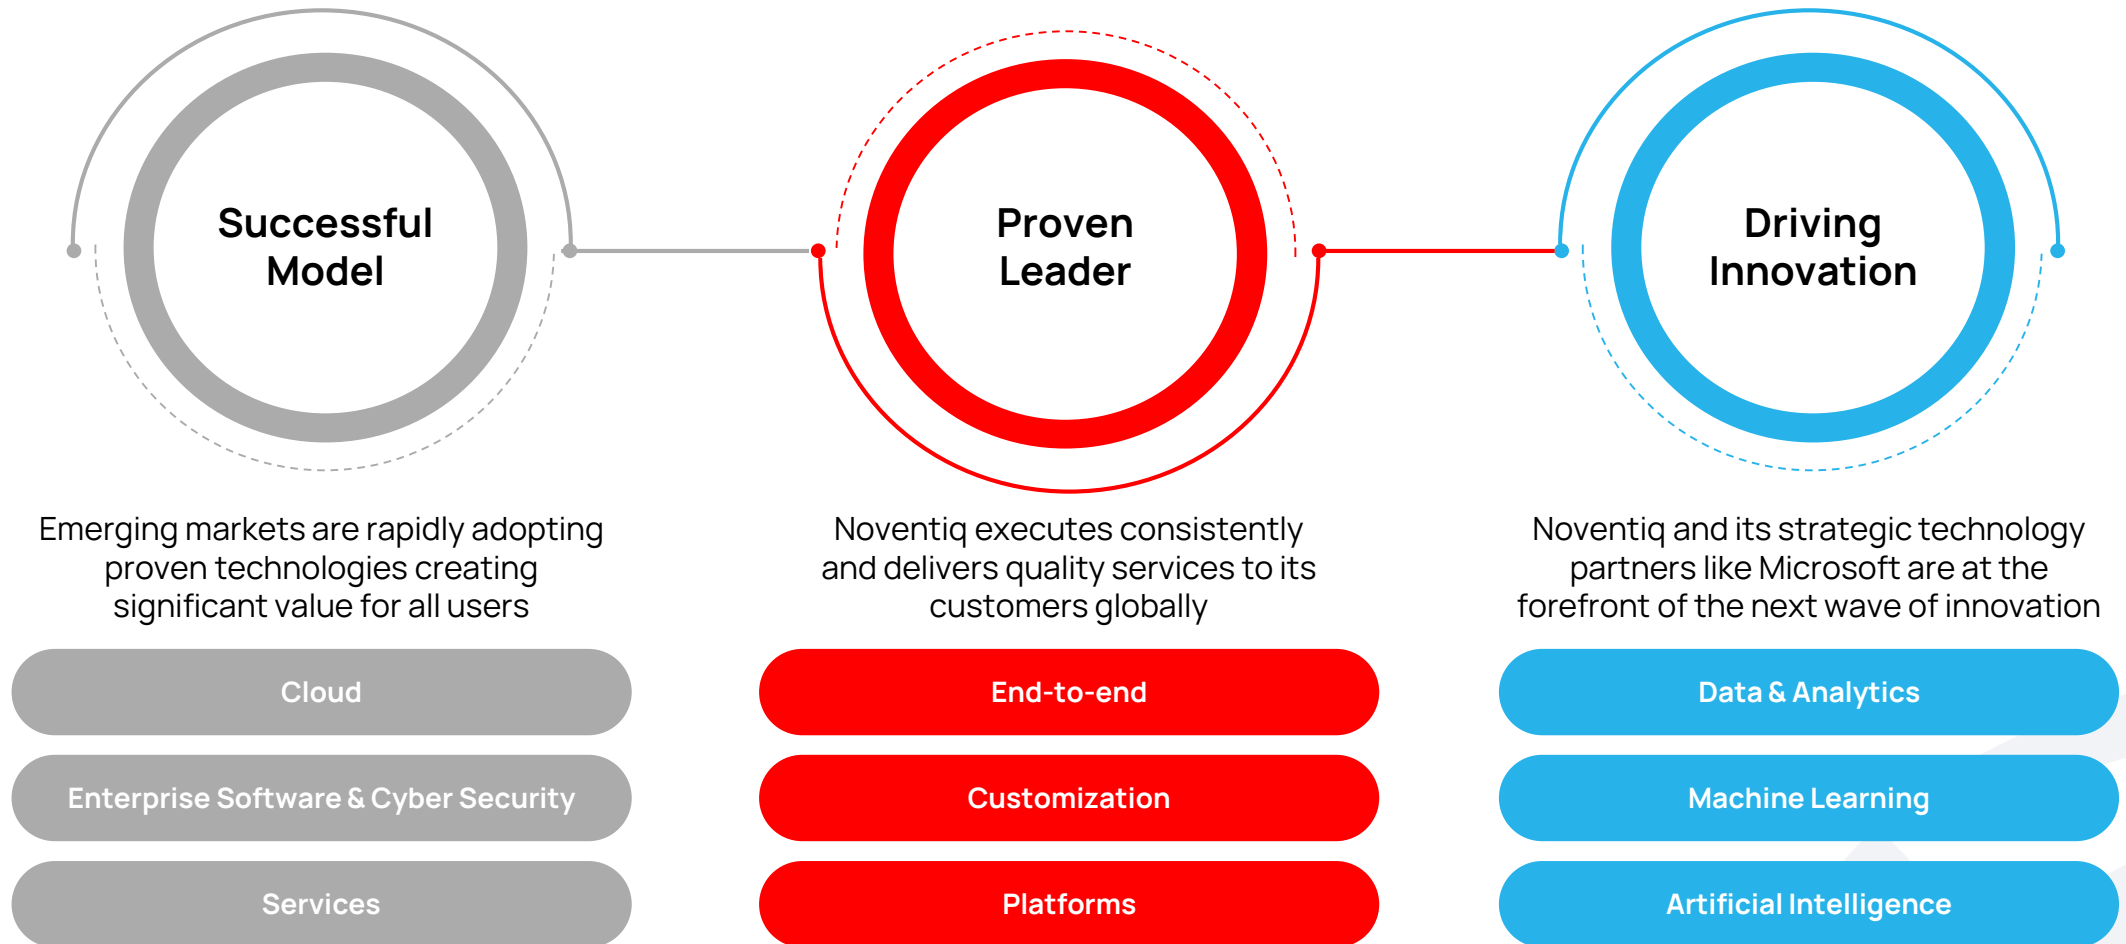 Successful
Model
Emerging markets are rapidly adopting
proven technologies creating
significant value for all users
Cloud
Enterprise Software & Cyber Security
Services
Proven
Leader
Noventiq executes consistently
and delivers quality services to its
customers globally
End-to-end
Customization
Platforms
Driving
Innovation
Noventiq and its strategic technology
partners like Microsoft are at the
forefront of the next wave of innovation
Data & Analytics
Machine Learning
Artificial Intelligence